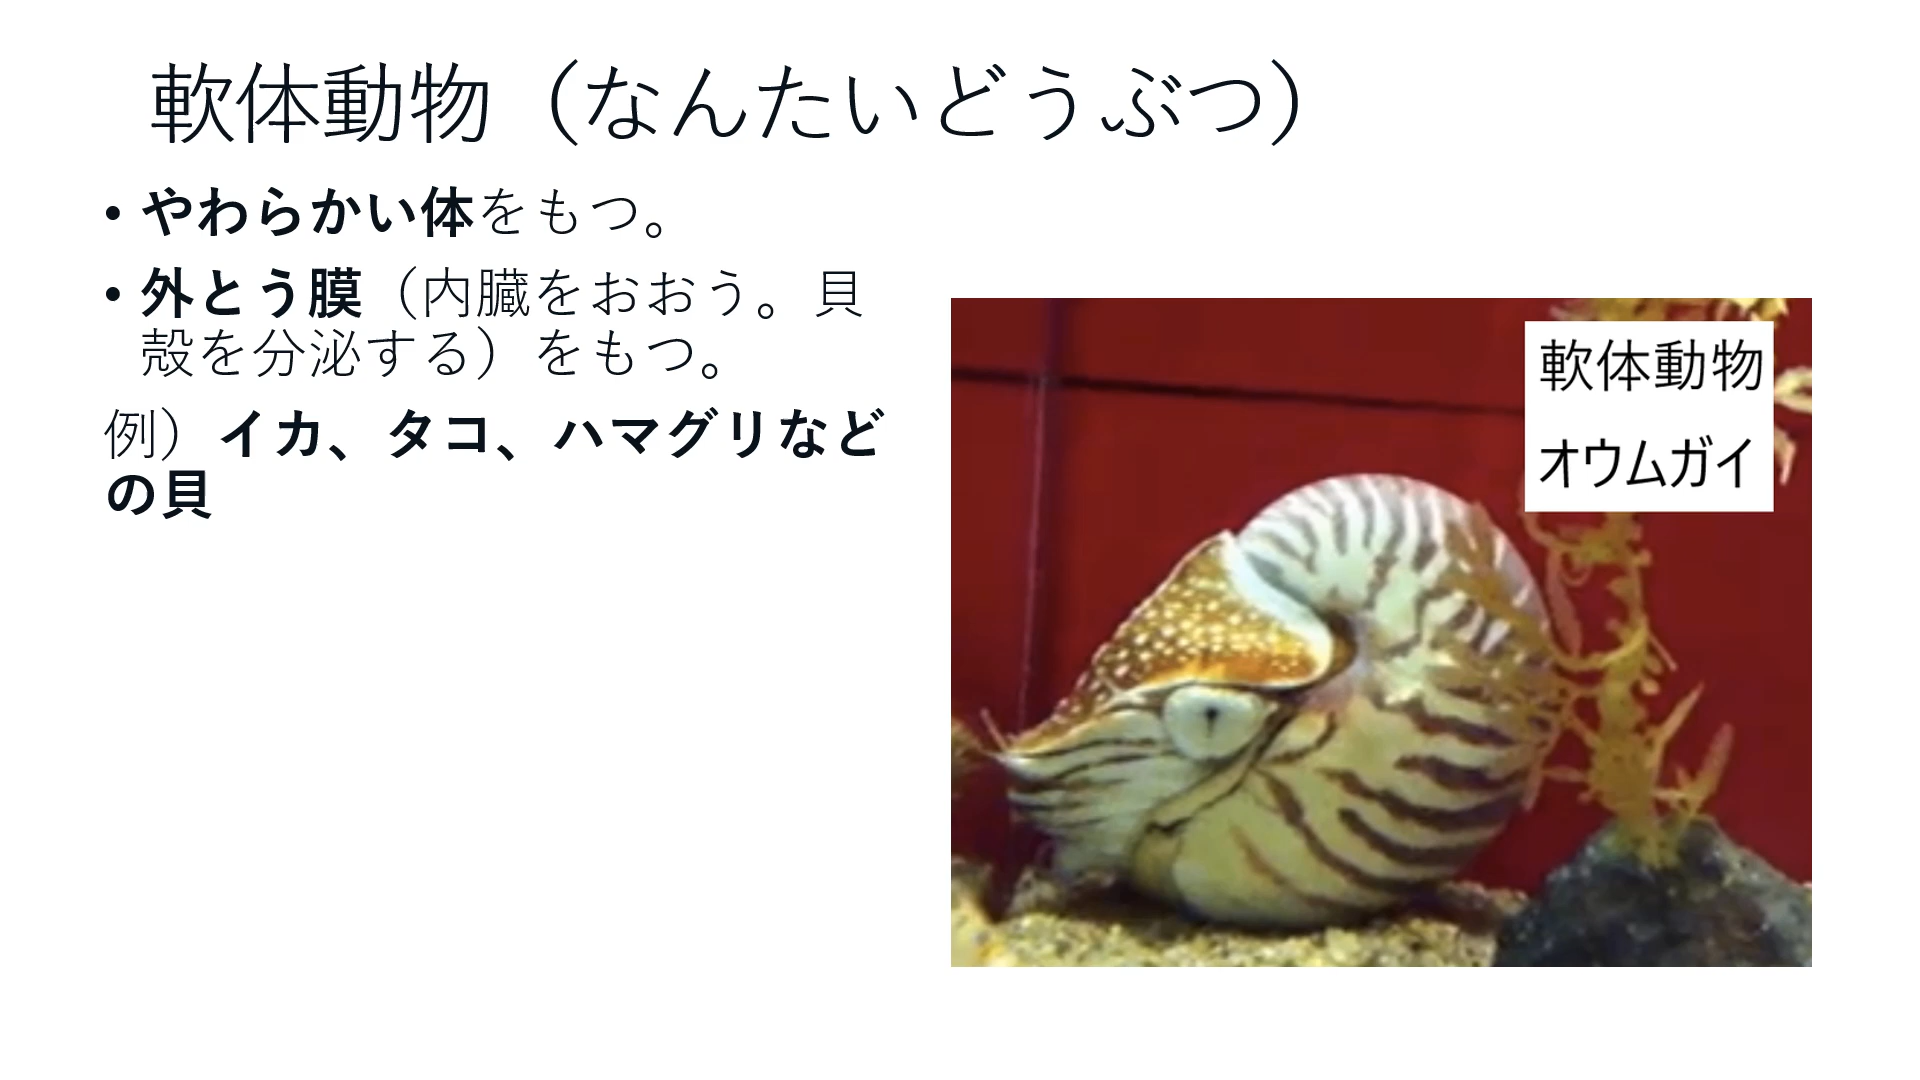 軟体動物（なんたいどうぶつ）
• やわらかい体をもつ。
• 外とう膜（内臓をおおう。貝
殻を分泌する）をもつ。
例）イカ、タコ、ハマグリなど
の貝
軟体動物
オウムガイ